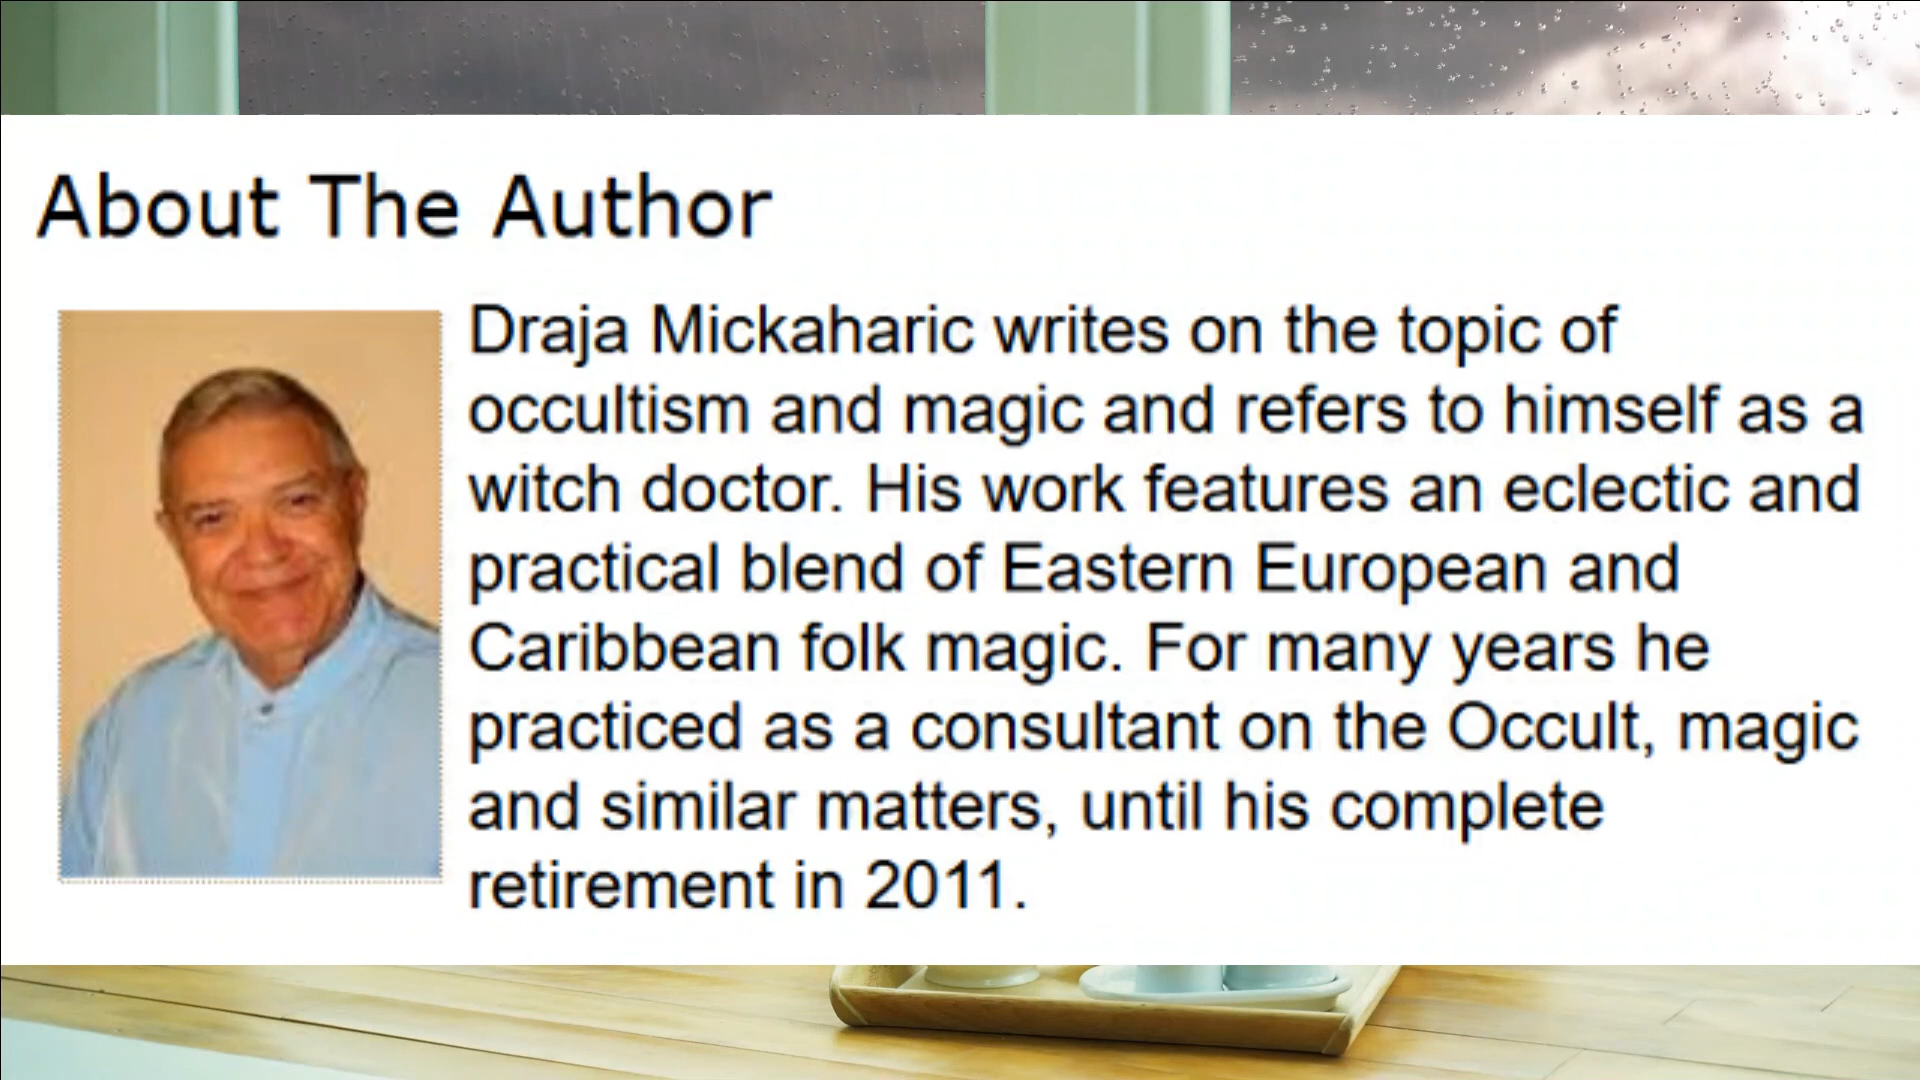 About The Author
Draja Mickaharic writes on the topic of
occultism and magic and refers to himself as a
witch doctor. His work features an eclectic and
practical blend of Eastern European and
Caribbean folk magic. For many years he
practiced as a consultant on the Occult, magic
and similar matters, until his complete
retirement in 2011.